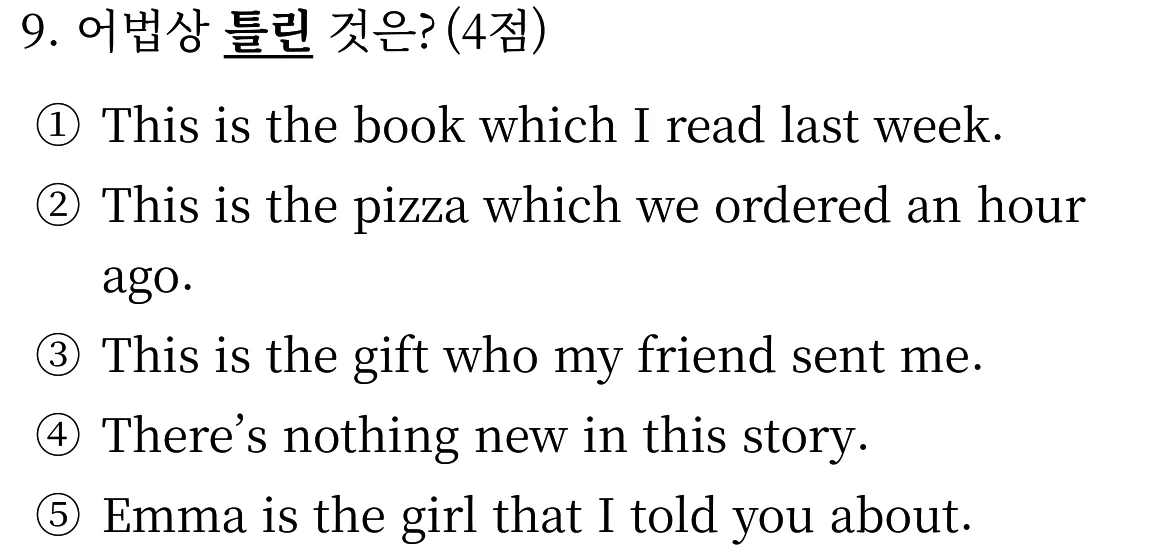 9. 어법상 틀린 것은? (4점)
① This is the book which I read last week.
② This is the pizza which we ordered an hour
ago.
③ This is the gift who my friend sent me.
④ There’s nothing new in this story.
⑤ Emma is the girl that I told you about.